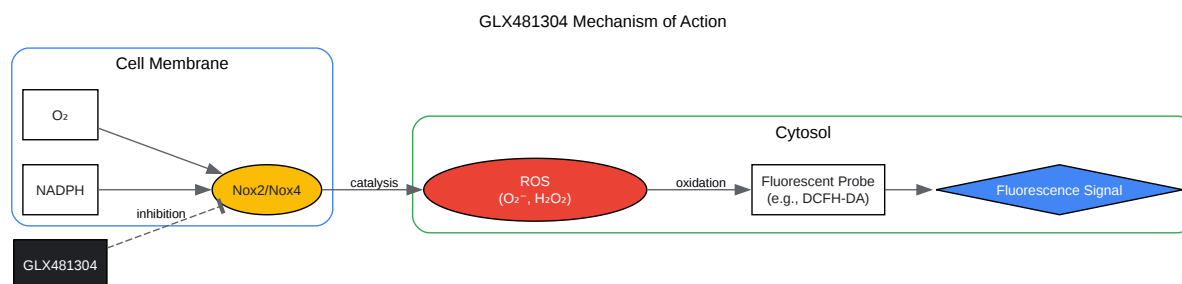 GLX481304 Mechanism of Action
Cell Membrane
O₂
NADPH
Nox2/Nox4
inhibition
GLX481304
catalysis
Cytosol
ROS
(O₂⁻, H₂O₂)
oxidation
Fluorescent Probe
(e.g., DCFH-DA)
Fluorescence Signal